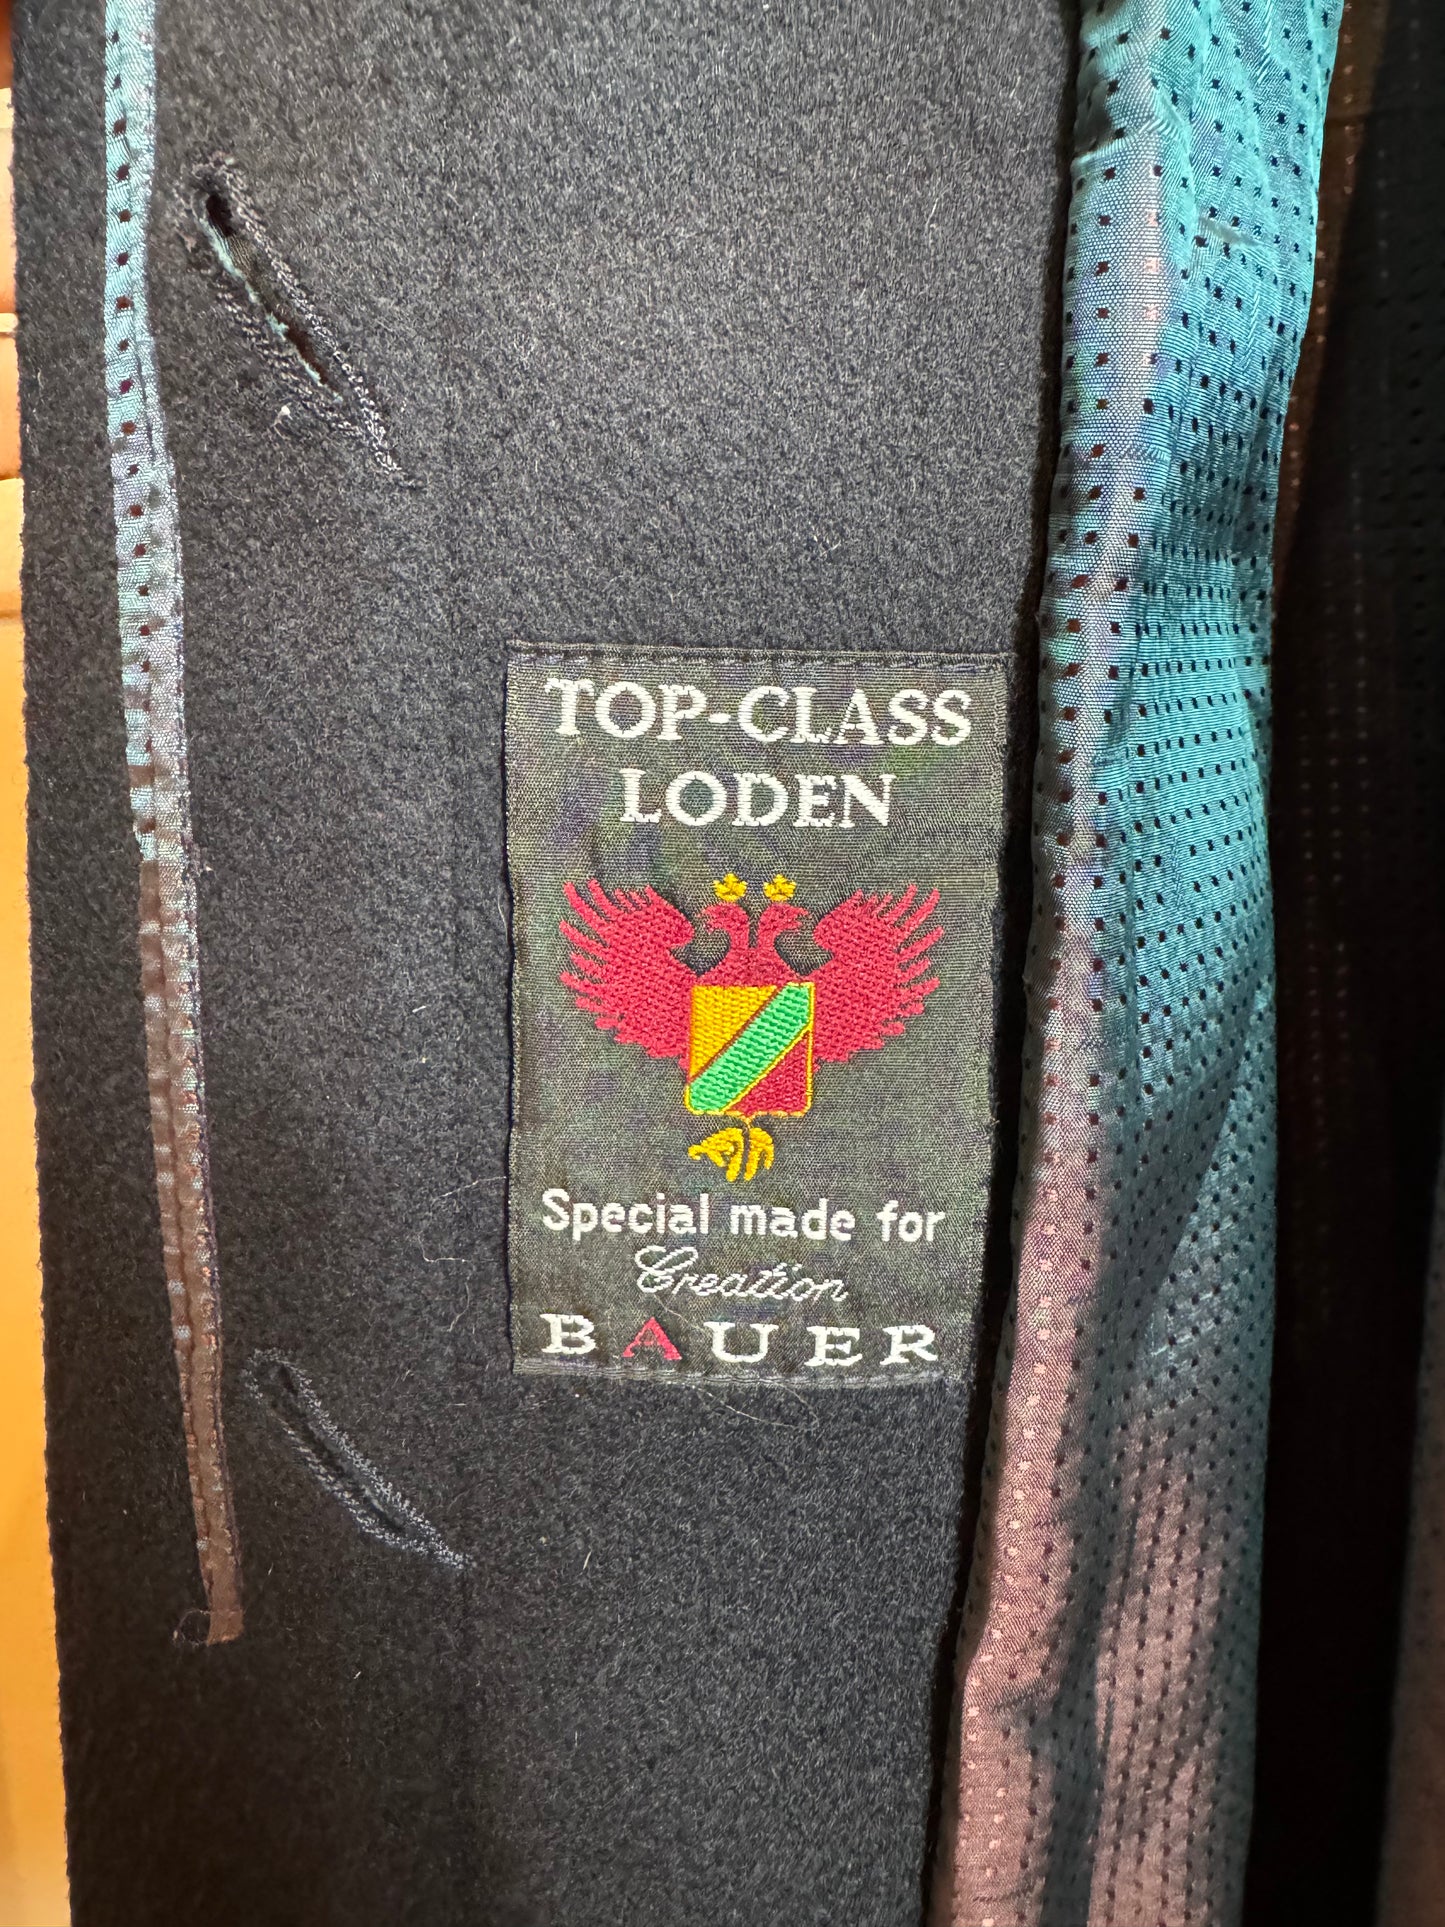 TOP-CLASS
LODEN
Special made for
Creation
BAUER